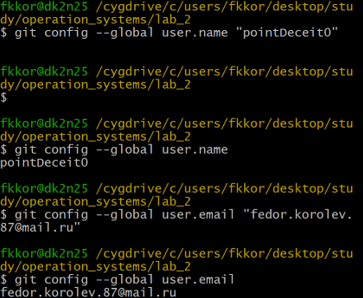 fkkor@dk2n25 /cygdrive/c/users/fkkor/desktop/stu
dy/operation_systems/lab_2
$ git config --global user.name "pointDeceit0"
fkkor@dk2n25 /cygdrive/c/users/fkkor/desktop/stu
dy/operation_systems/lab_2
$
fkkor@dk2n25 /cygdrive/c/users/fkkor/desktop/stu
dy/operation_systems/lab_2
$ git config --global user.name
pointDeceit0
fkkor@dk2n25 /cygdrive/c/users/fkkor/desktop/stu
dy/operation_systems/lab_2
$ git config --global user.email "fedor.korolev.
87@mail.ru"
fkkor@dk2n25 /cygdrive/c/users/fkkor/desktop/stu
dy/operation_systems/lab_2
$ git config --global user.email
fedor.korolev.87@mail.ru